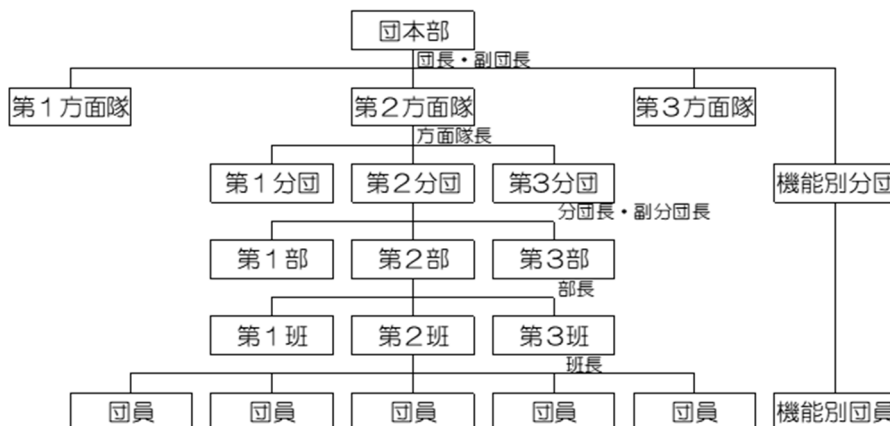 団本部
団長・副団長
第1方面隊 第2方面隊 第3方面隊
方面隊長
第1分団 第2分団 第3分団 機能別分団
分団長・副分団長
第1部 第2部 第3部
部長
第1班 第2班 第3班
班長
団員 団員 団員 団員 団員 機能別団員